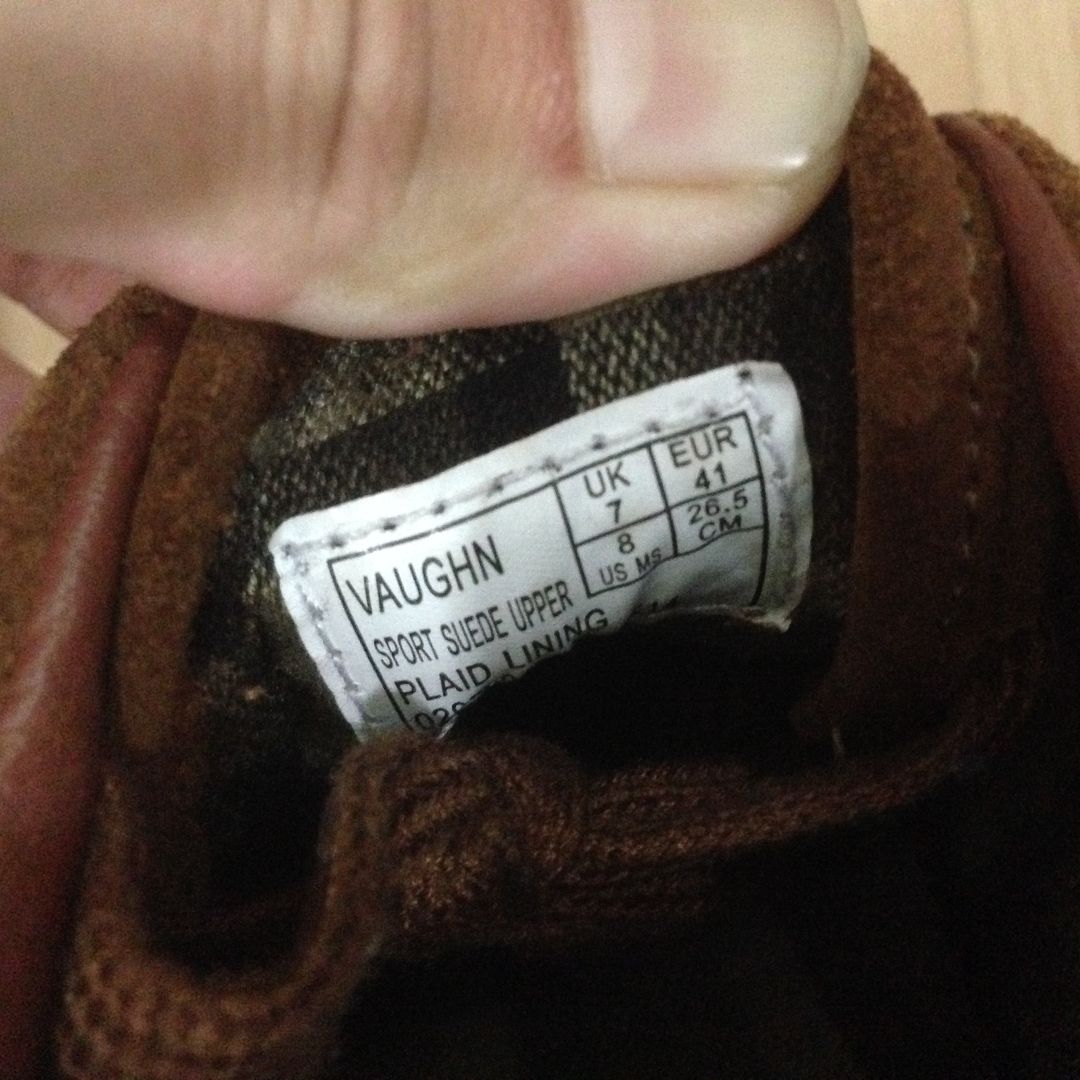 VAUGHN
SPORT SUEDE UPPER
PLAID LINING
UK
7
EUR
41
8
US MS
26.5
CM